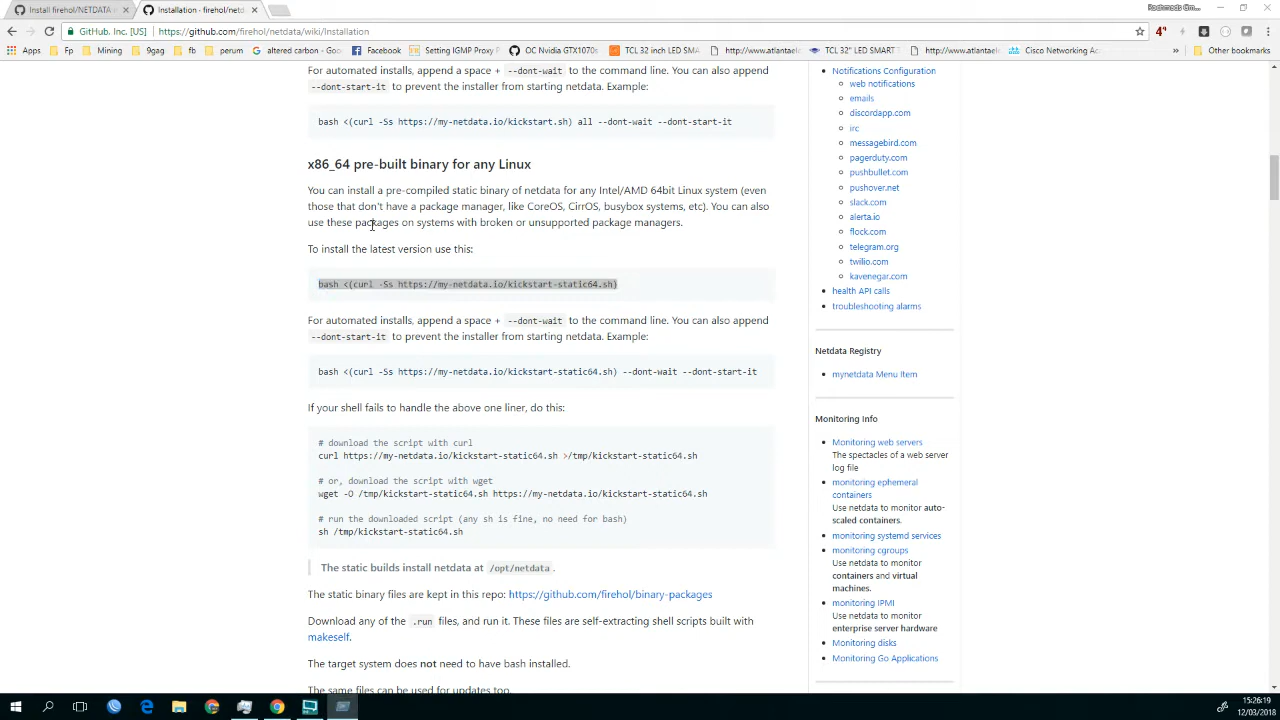 Install firehol/NETDATA
Installation · firehol/netd
GitHub, Inc. [US]
https://github.com/firehol/netdata/wiki/Installation
Apps
Fp
Mining
9gag
fb
perum
altered carbon - Goo
Facebook
Setting IGMP Proxy P
OC Nvidia GTX1070s
TCL 32 inch LED SMA
http://www.atlantaele
TCL 32" LED SMART T
http://www.atlantaele
Cisco Networking Ac
Other bookmarks
For automated installs, append a space + --dont-wait to the command line. You can also append
--dont-start-it to prevent the installer from starting netdata. Example:
bash <(curl -Ss https://my-netdata.io/kickstart.sh) all --dont-wait --dont-start-it
x86_64 pre-built binary for any Linux
You can install a pre-compiled static binary of netdata for any Intel/AMD 64bit Linux system (even
those that don't have a package manager, like CoreOS, CirrOS, busybox systems, etc). You can also
use these packages on systems with broken or unsupported package managers.
To install the latest version use this:
bash <(curl -Ss https://my-netdata.io/kickstart-static64.sh)
For automated installs, append a space + --dont-wait to the command line. You can also append
--dont-start-it to prevent the installer from starting netdata. Example:
bash <(curl -Ss https://my-netdata.io/kickstart-static64.sh) --dont-wait --dont-start-it
If your shell fails to handle the above one liner, do this:
# download the script with curl
curl https://my-netdata.io/kickstart-static64.sh >/tmp/kickstart-static64.sh
# or, download the script with wget
wget -O /tmp/kickstart-static64.sh https://my-netdata.io/kickstart-static64.sh
# run the downloaded script (any sh is fine, no need for bash)
sh /tmp/kickstart-static64.sh
The static builds install netdata at /opt/netdata.
The static binary files are kept in this repo: https://github.com/firehol/binary-packages
Download any of the .run files, and run it. These files are self-extracting shell scripts built with
makeself.
The target system does not need to have bash installed.
The same files can be used for updates too.
Notifications Configuration
web notifications
emails
discordapp.com
irc
messagebird.com
pagerduty.com
pushbullet.com
pushover.net
slack.com
alerta.io
flock.com
telegram.org
twilio.com
kavenegar.com
health API calls
troubleshooting alarms
Netdata Registry
mynetdata Menu Item
Monitoring Info
Monitoring web servers
The spectacles of a web server
log file
monitoring ephemeral
containers
Use netdata to monitor auto-
scaled containers.
monitoring systemd services
monitoring cgroups
Use netdata to monitor
containers and virtual
machines.
monitoring IPMI
Use netdata to monitor
enterprise server hardware
Monitoring disks
Monitoring Go Applications
15:26:19
12/03/2018